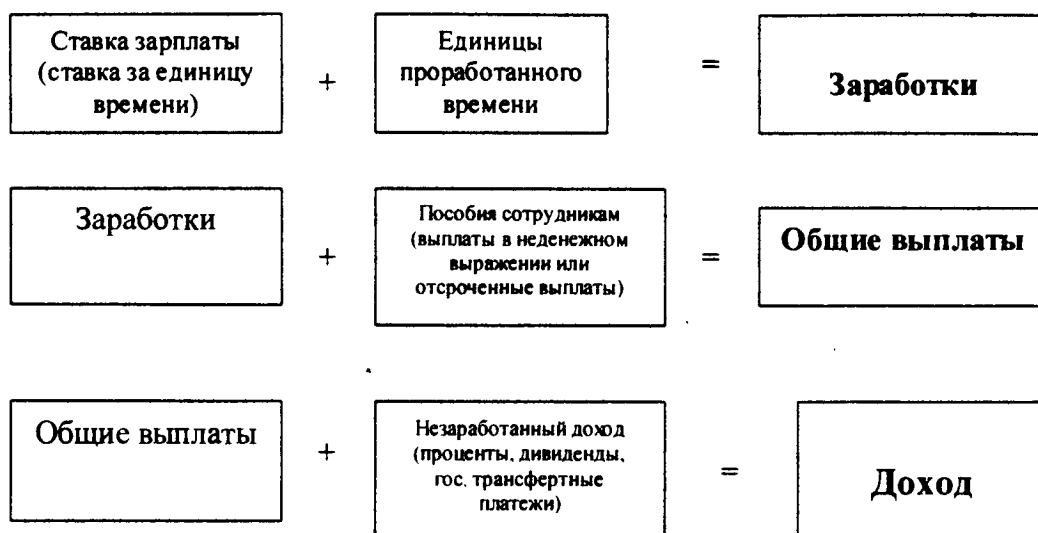 Ставка зарплаты
(ставка за единицу
времени)
+
Единицы
проработанного
времени
=
Заработки
Заработки
+
Пособия сотрудникам
(выплаты в неденежном
выражении или
отсроченные выплаты)
=
Общие выплаты
Общие выплаты
+
Незаработанный доход
(проценты, дивиденды,
гос. трансфертные
платежи)
=
Доход